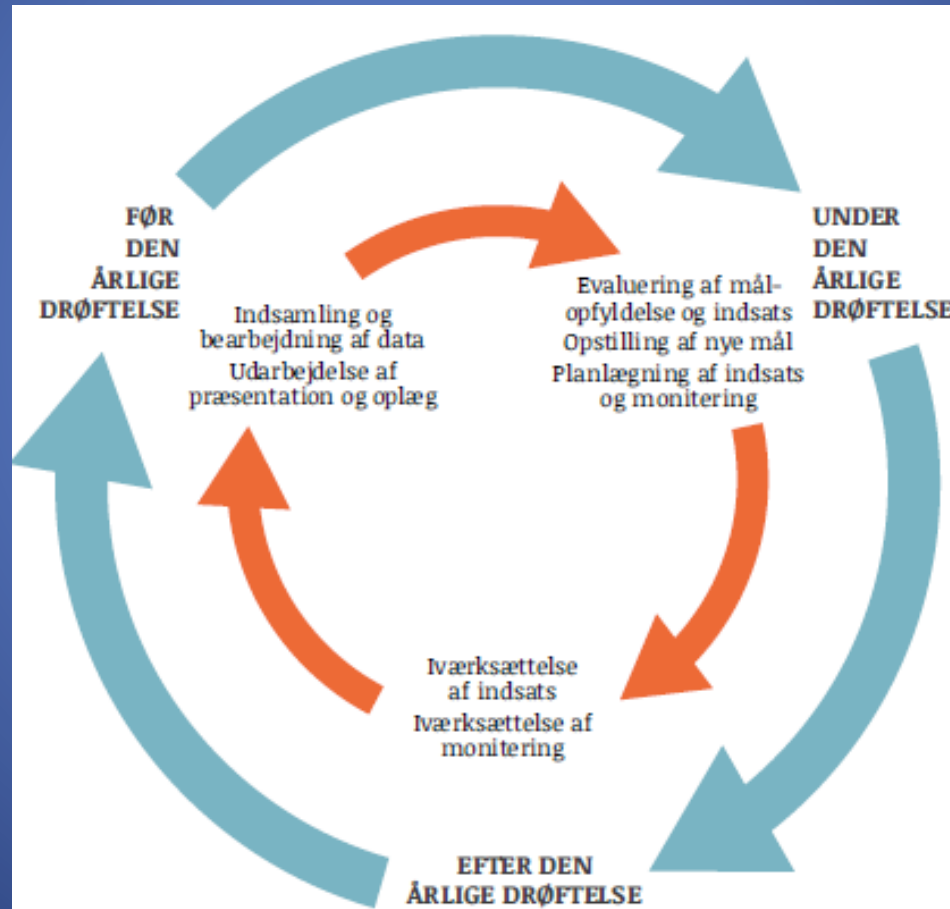 FØR
DEN
ÅRLIGE
DRØFTELSE
Indsamling og
bearbejdning af data
Udarbejdelse af
præsentation og oplæg
UNDER
DEN
ÅRLIGE
DRØFTELSE
Evaluering af mål-
opfyldelse og indsats
Opstilling af nye mål
Planlægning af indsats
og monitering
Iværksættelse
af indsats
Iværksættelse af
monitering
EFTER DEN
ÅRLIGE DRØFTELSE